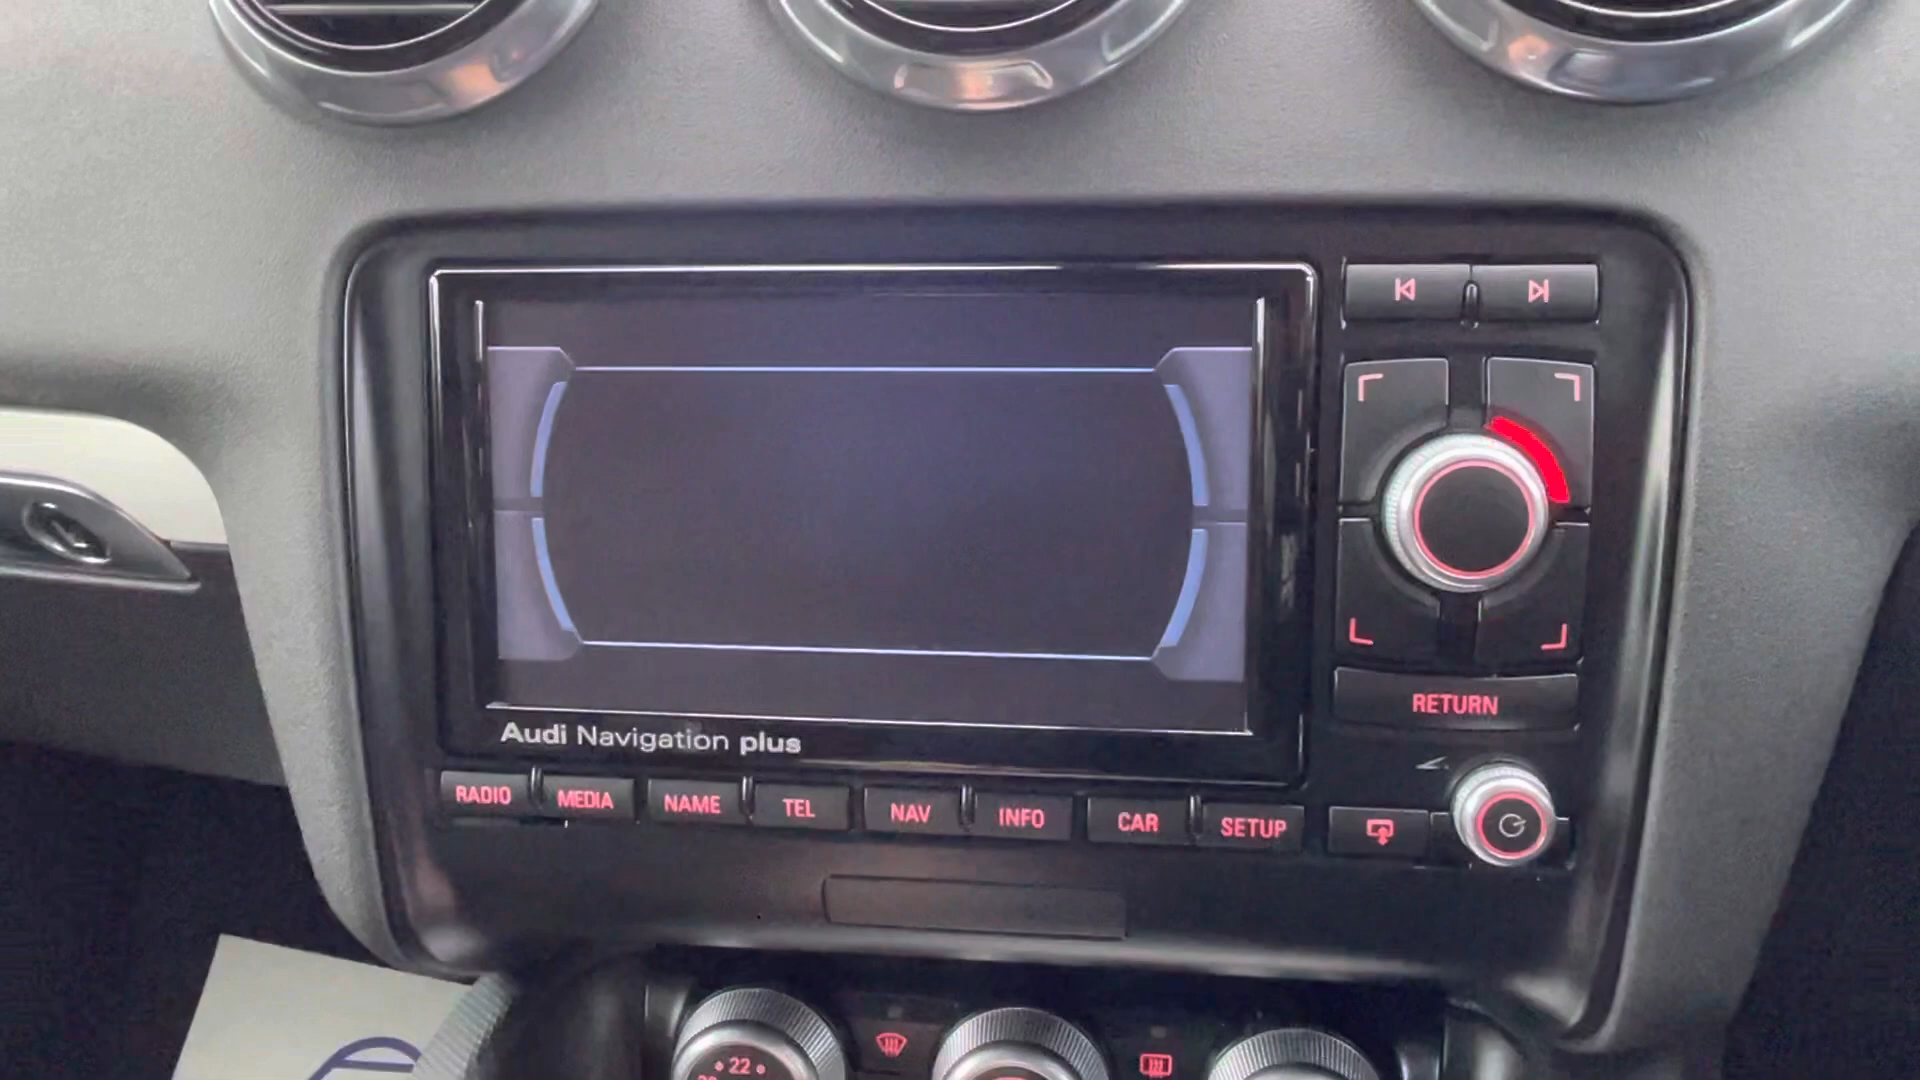 RETURN
Audi Navigation plus
RADIO MEDIA NAME TEL NAV INFO CAR SETUP
22